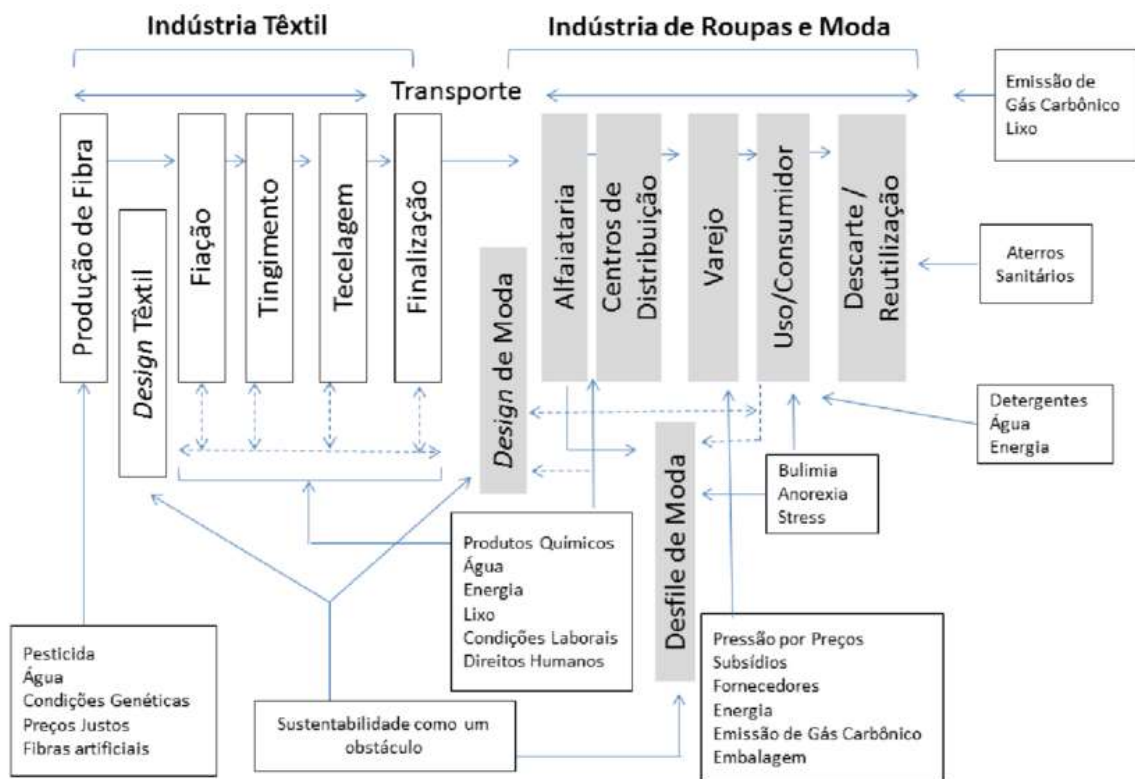 Indústria Têxtil
Indústria de Roupas e Moda
Transporte
Emissão de
Gás Carbônico
Lixo
Produção de Fibra
Design Têxtil
Fiação
Tingimento
Tecelagem
Finalização
Design de Moda
Alfaiataria
Centros de
Distribuição
Desfile de Moda
Varejo
Uso/Consumidor
Descarte /
Reutilização
Aterros
Sanitários
Detergentes
Água
Energia
Bulimia
Anorexia
Stress
Produtos Químicos
Água
Energia
Lixo
Condições Laborais
Direitos Humanos
Pesticida
Água
Condições Genéticas
Preços Justos
Fibras artificiais
Sustentabilidade como um
obstáculo
Pressão por Preços
Subsídios
Fornecedores
Energia
Emissão de Gás Carbônico
Embalagem